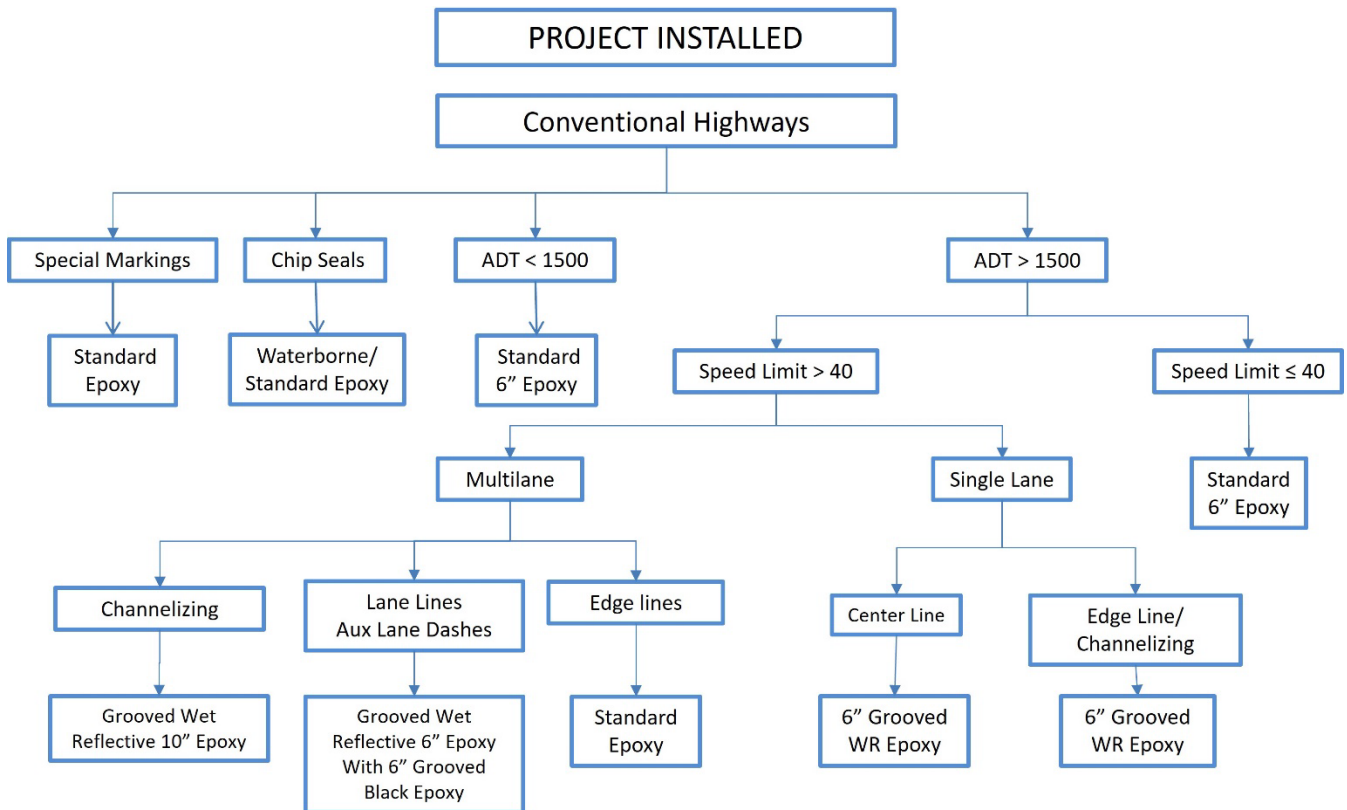 PROJECT INSTALLED
Conventional Highways
Special Markings
Chip Seals
ADT < 1500
ADT > 1500
Standard
Epoxy
Waterborne/
Standard Epoxy
Standard
6” Epoxy
Speed Limit > 40
Speed Limit ≤ 40
Multilane
Single Lane
Standard
6” Epoxy
Channelizing
Lane Lines
Aux Lane Dashes
Edge lines
Center Line
Edge Line/
Channelizing
Grooved Wet
Reflective 10” Epoxy
Grooved Wet
Reflective 6” Epoxy
With 6” Grooved
Black Epoxy
Standard
Epoxy
6” Grooved
WR Epoxy
6” Grooved
WR Epoxy